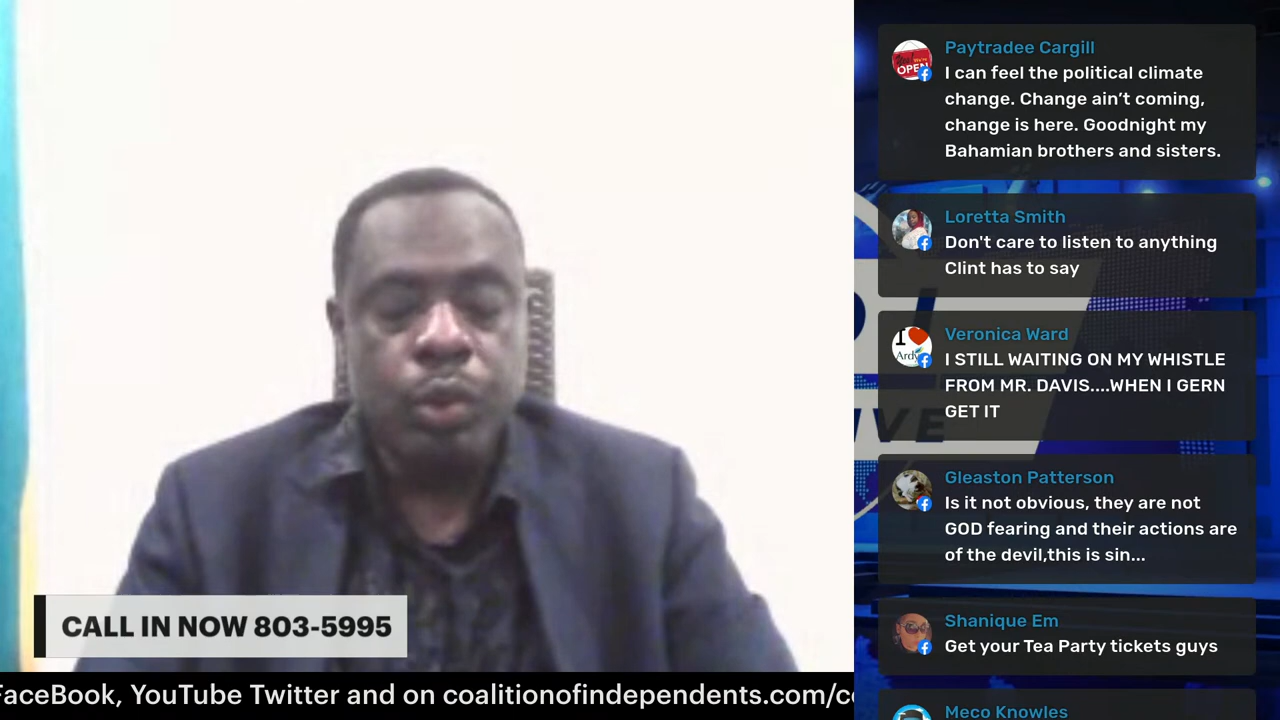 Paytradee Cargill
I can feel the political climate
change. Change ain’t coming,
change is here. Goodnight my
Bahamian brothers and sisters.
Loretta Smith
Don't care to listen to anything
Clint has to say
Veronica Ward
I STILL WAITING ON MY WHISTLE
FROM MR. DAVIS....WHEN I GERN
GET IT
Gleaston Patterson
Is it not obvious, they are not
GOD fearing and their actions are
of the devil,this is sin...
Shanique Em
Get your Tea Party tickets guys
Meco Knowles
CALL IN NOW 803-5995
FaceBook, YouTube Twitter and on coalitionofindependents.com/c
OPEN
I
Ardy
IVE